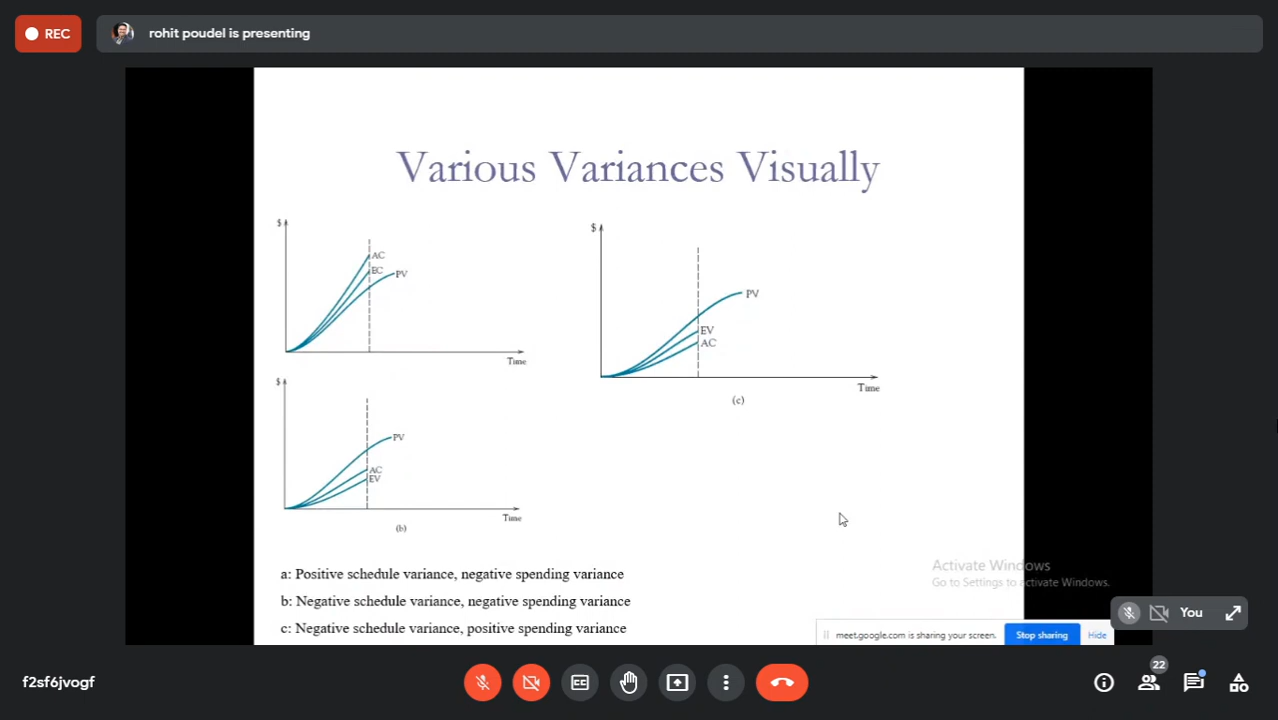 REC
rohit poudel is presenting
Various Variances Visually
$
AC
EC
PV
Time
$
PV
EV
AC
Time
(c)
$
PV
AC
EV
Time
(b)
a: Positive schedule variance, negative spending variance
b: Negative schedule variance, negative spending variance
c: Negative schedule variance, positive spending variance
Activate Windows
Go to Settings to activate Windows.
You
meet.google.com is sharing your screen.
Stop sharing
Hide
f2sf6jvogf
CC
22